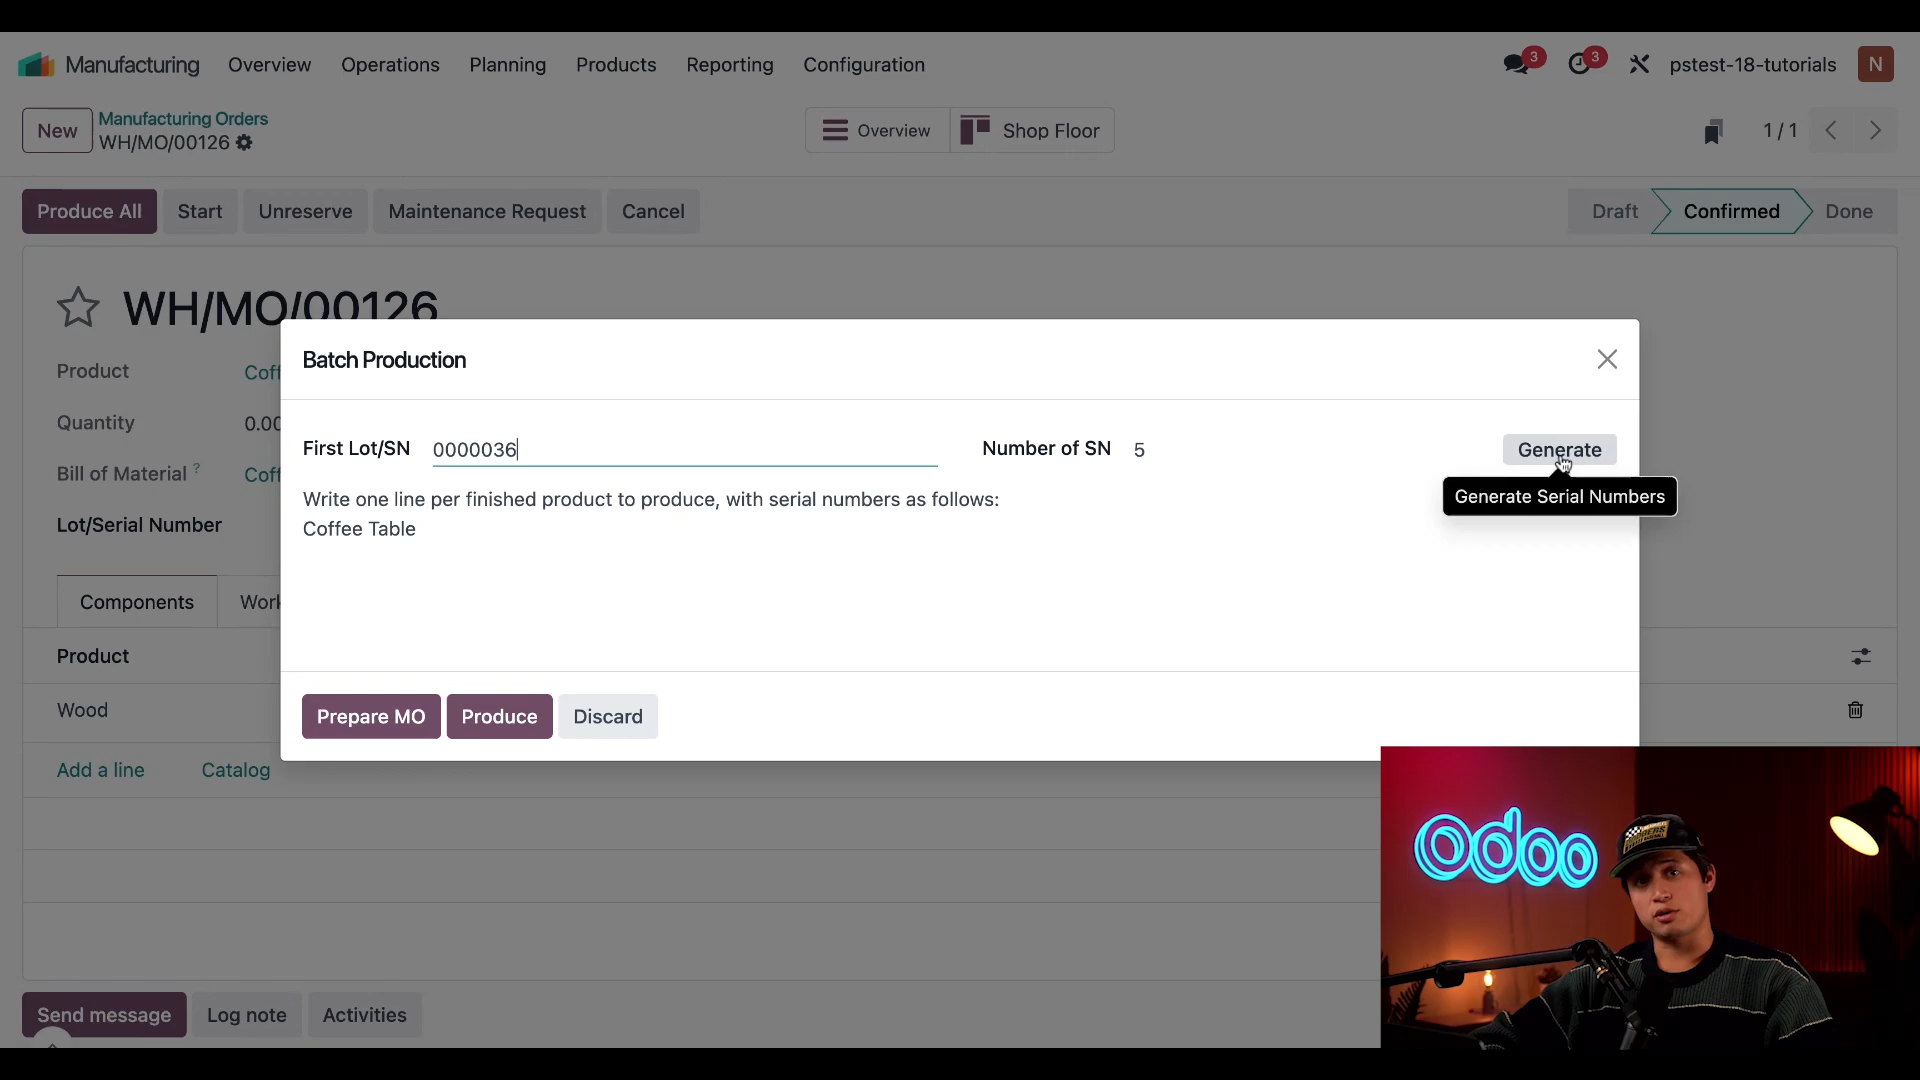 Manufacturing Overview Operations Planning Products Reporting Configuration 3 3 pstest-18-tutorials N
New Manufacturing Orders
WH/MO/00126
Overview Shop Floor 1 / 1
Produce All Start Unreserve Maintenance Request Cancel Draft Confirmed Done
WH/MO/00126
Batch Production
Product Coff
Quantity 0.00
First Lot/SN 0000036 Number of SN 5 Generate
Bill of Material ? Coff
Generate Serial Numbers
Write one line per finished product to produce, with serial numbers as follows:
Coffee Table
Lot/Serial Number
Components Work
Product
Wood
Prepare MO Produce Discard
Add a line Catalog
odoo
Send message Log note Activities